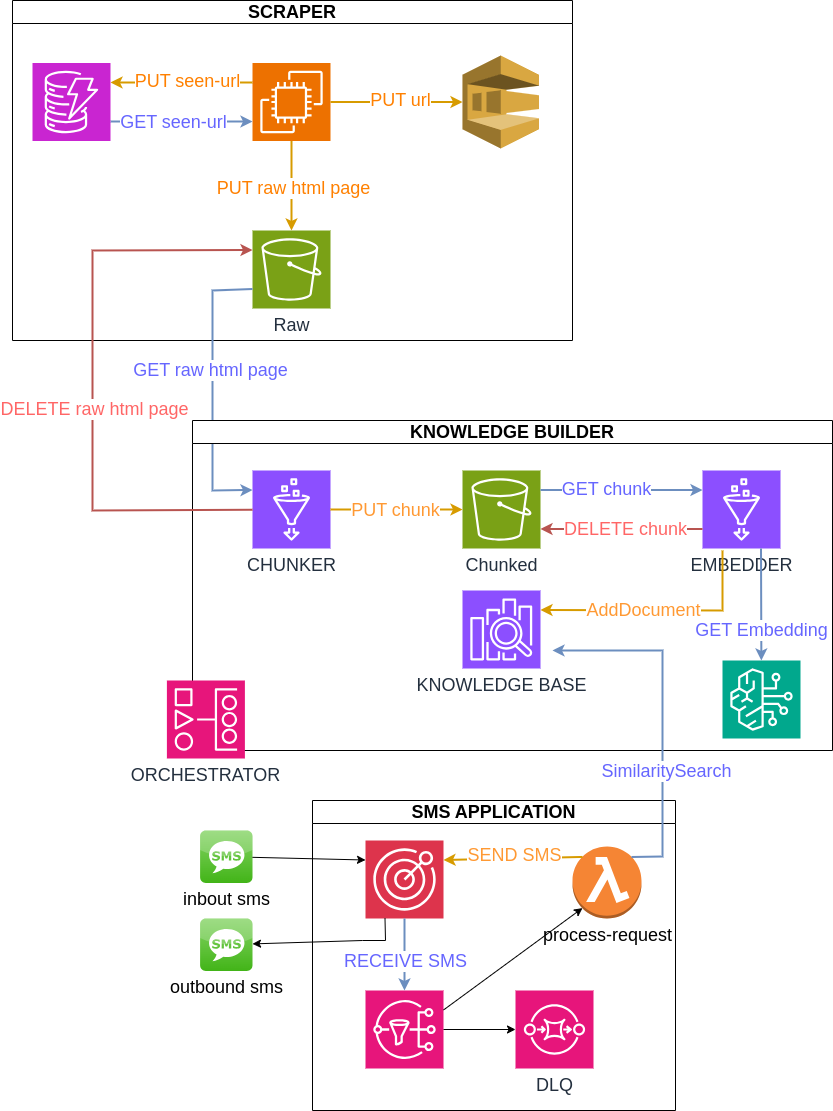 SCRAPER
PUT seen-url
GET seen-url
PUT url
PUT raw html page
Raw
GET raw html page
DELETE raw html page
KNOWLEDGE BUILDER
CHUNKER
PUT chunk
Chunked
GET chunk
DELETE chunk
EMBEDDER
AddDocument
GET Embedding
KNOWLEDGE BASE
ORCHESTRATOR
SimilaritySearch
SMS APPLICATION
SMS
inbout sms
SMS
outbound sms
SEND SMS
process-request
RECEIVE SMS
DLQ